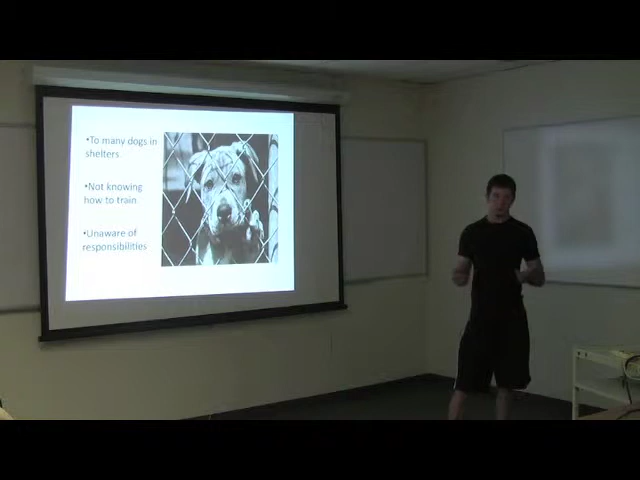 •To many dogs in
shelters
•Not knowing
how to train
•Unaware of
responsibilities